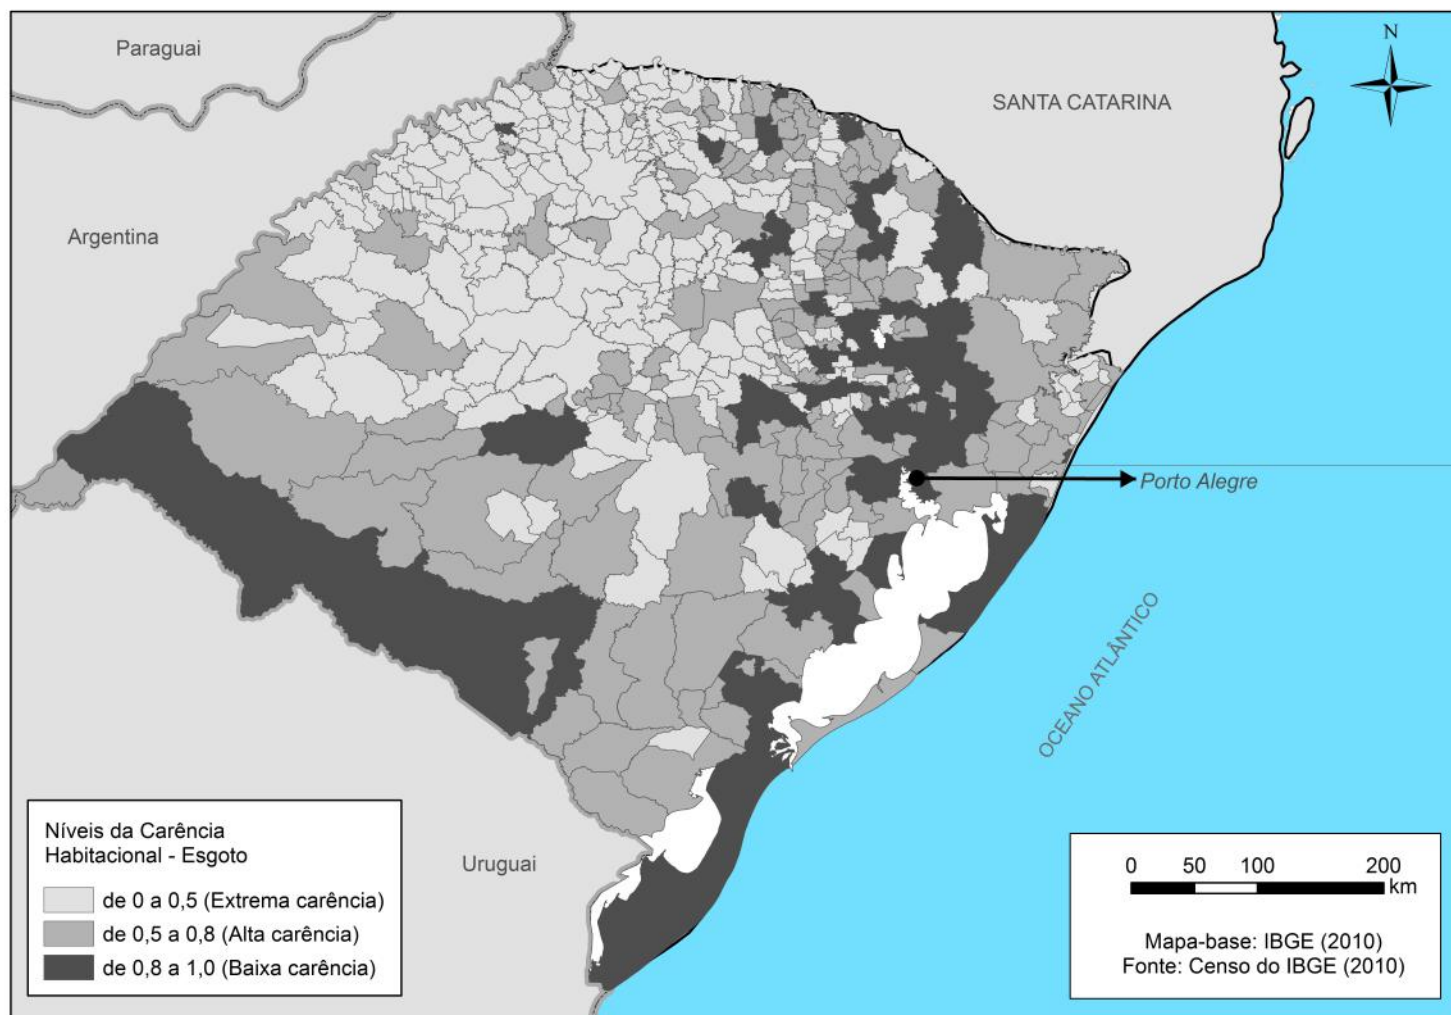 Paraguai
N
SANTA CATARINA
Argentina
Porto Alegre
OCEANO ATLÂNTICO
Uruguai
Níveis da Carência
Habitacional - Esgoto
de 0 a 0,5 (Extrema carência)
de 0,5 a 0,8 (Alta carência)
de 0,8 a 1,0 (Baixa carência)
0 50 100 200
km
Mapa-base: IBGE (2010)
Fonte: Censo do IBGE (2010)